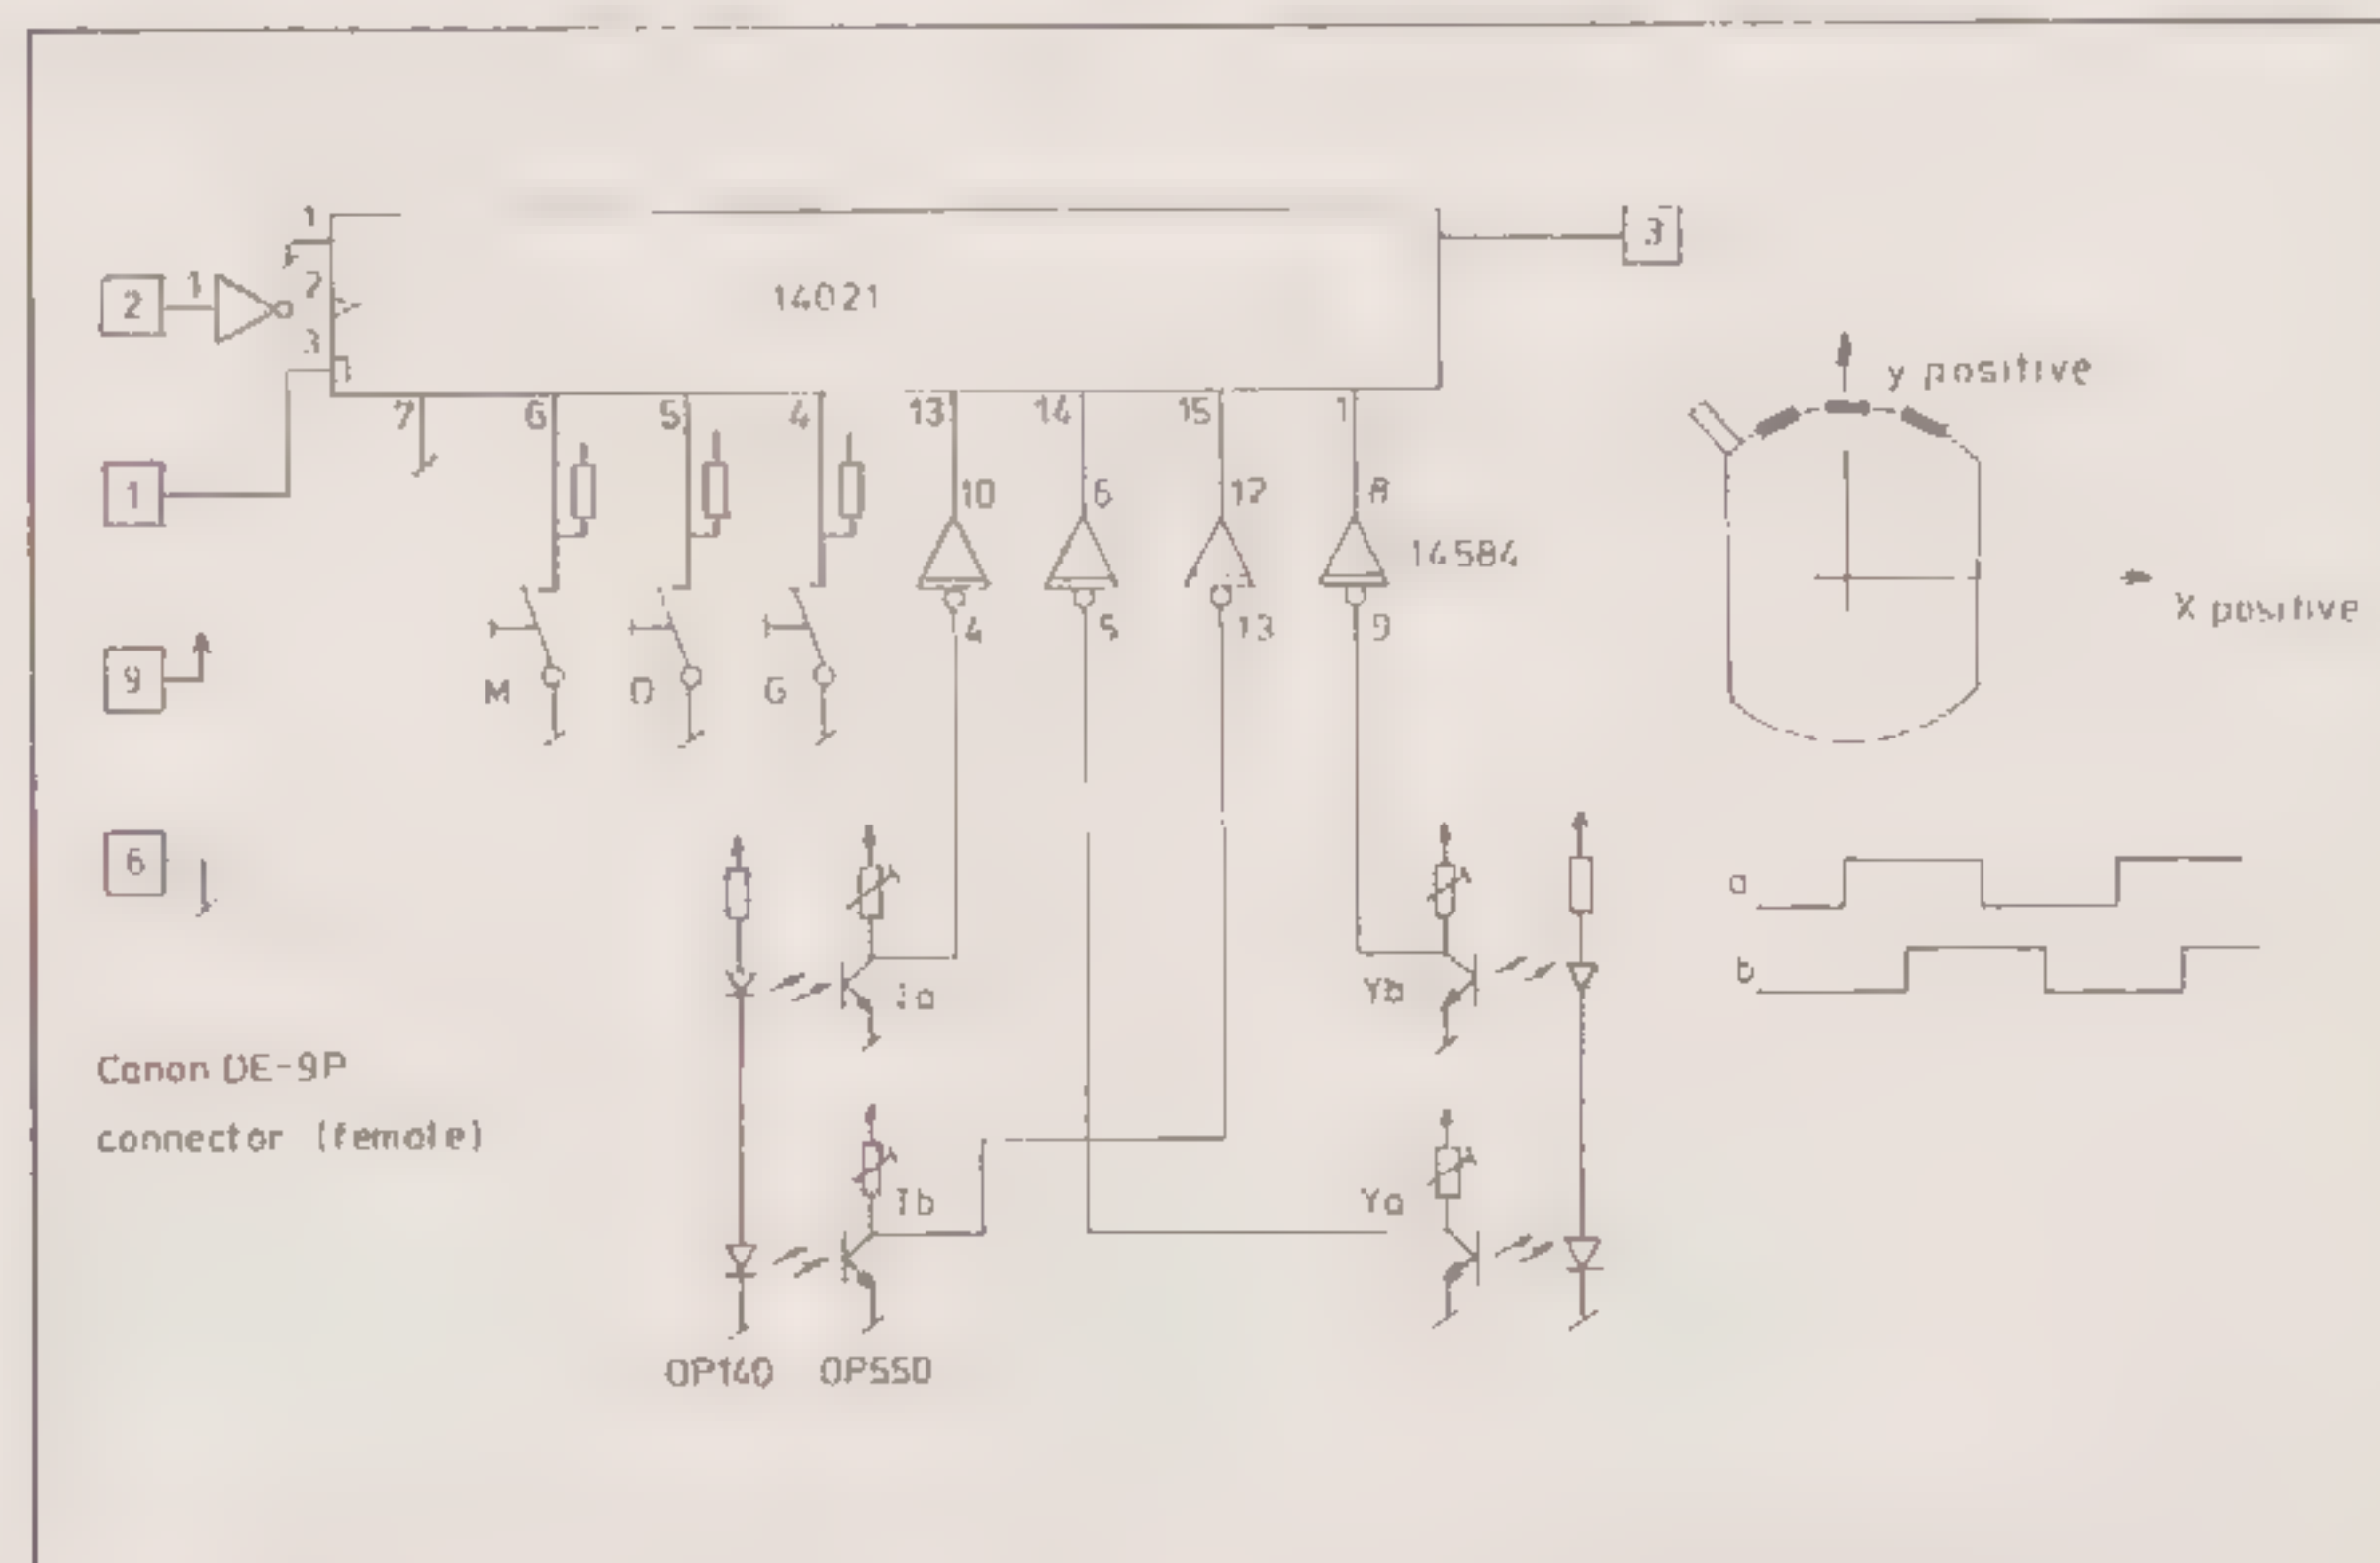 3
1
2 1 2
14021
3
y positive
7 6 5 4 13 14 15 1
1 10 6 12 8
14584
9 4 5 13 9
X positive
M D G
6
a
b
Yb
Canon DE-9P
connector (female)
Ya
OP140 OP550